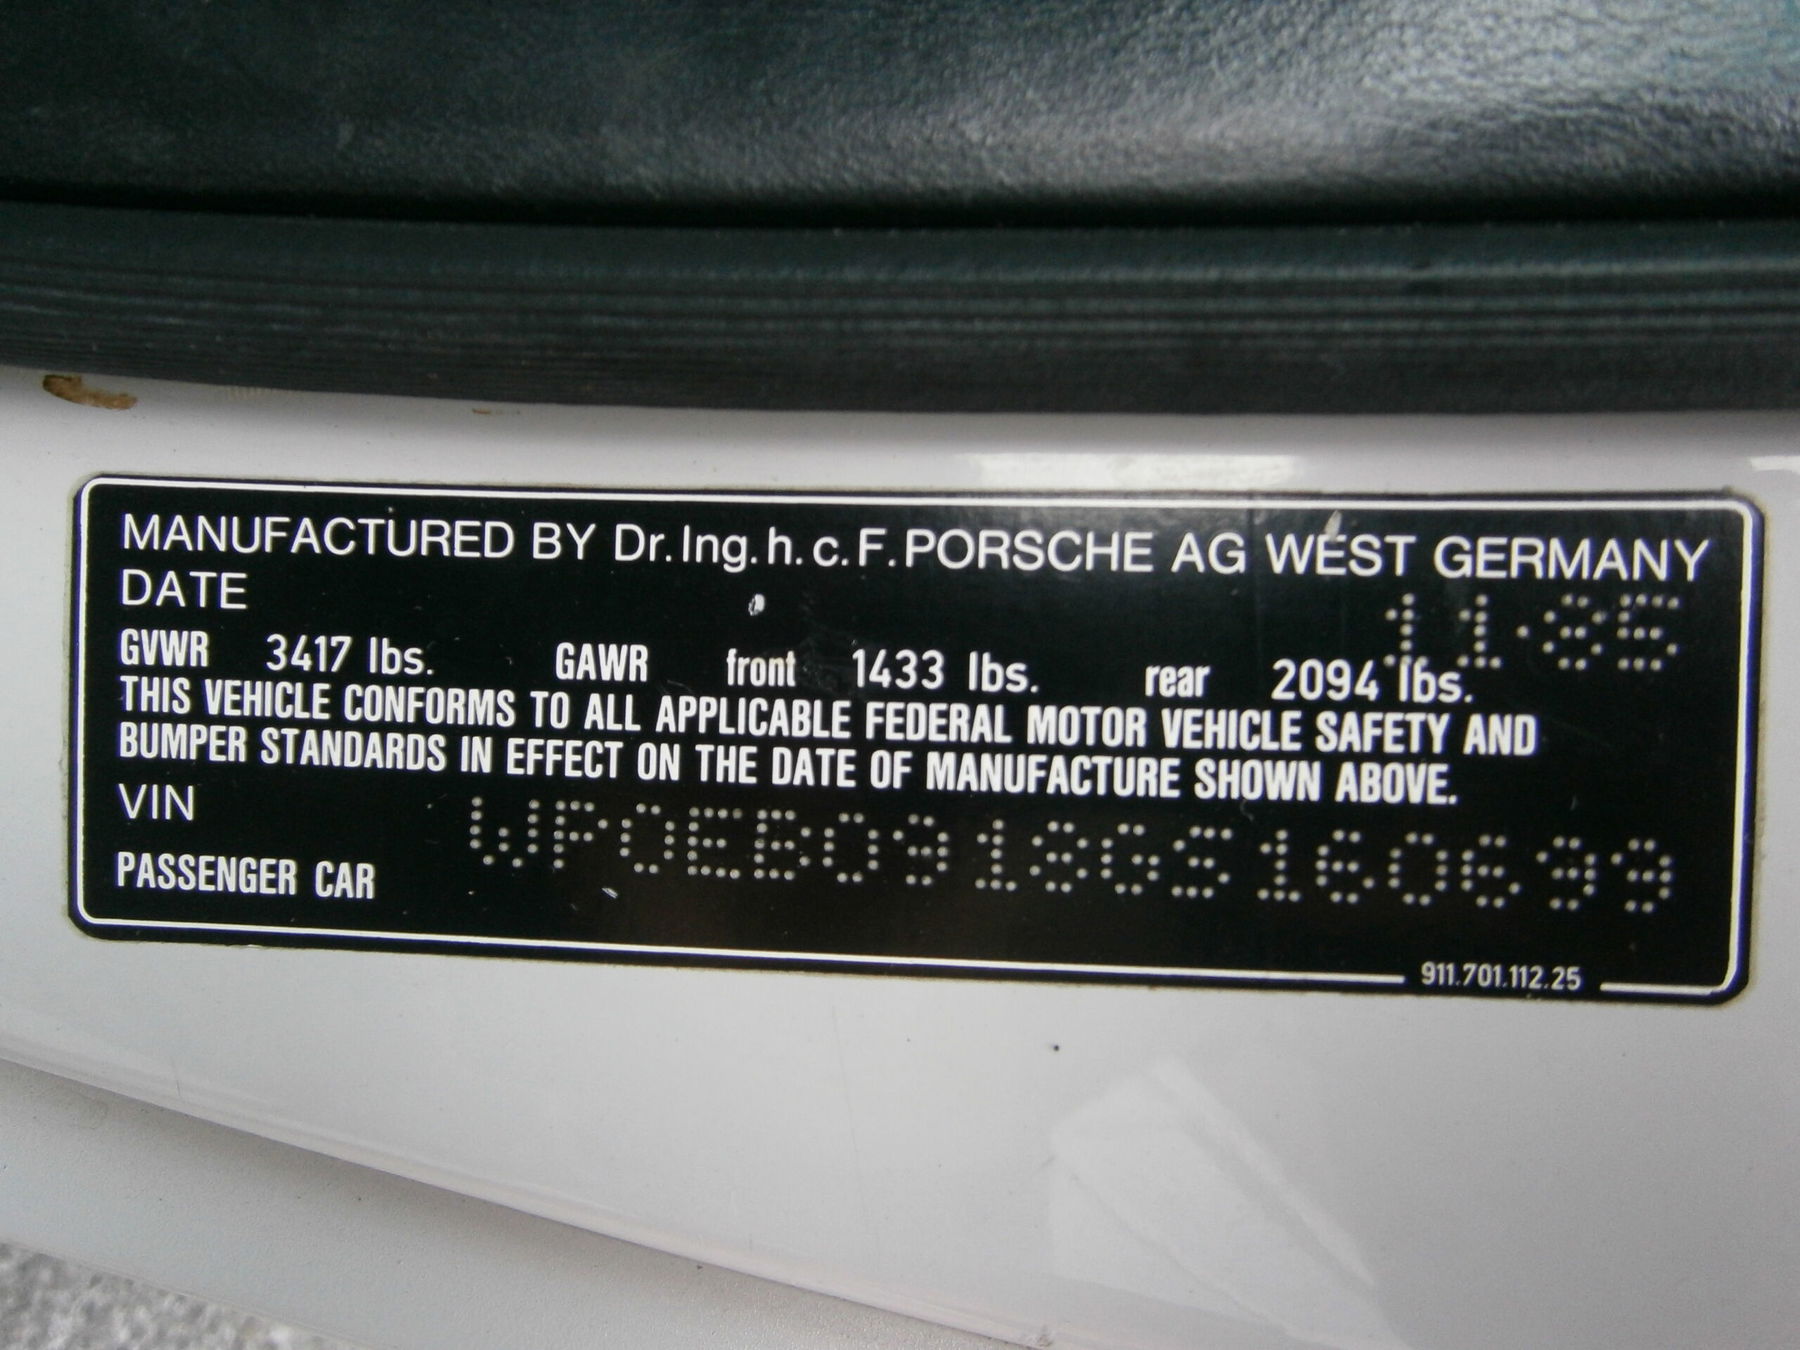 MANUFACTURED BY Dr.Ing.h.c.F.PORSCHE AG WEST GERMANY
DATE 11·85
GVWR 3417 lbs. GAWR front 1433 lbs. rear 2094 lbs.
THIS VEHICLE CONFORMS TO ALL APPLICABLE FEDERAL MOTOR VEHICLE SAFETY AND
BUMPER STANDARDS IN EFFECT ON THE DATE OF MANUFACTURE SHOWN ABOVE.
VIN WP0EB0918GS160699
PASSENGER CAR
911.701.112.25